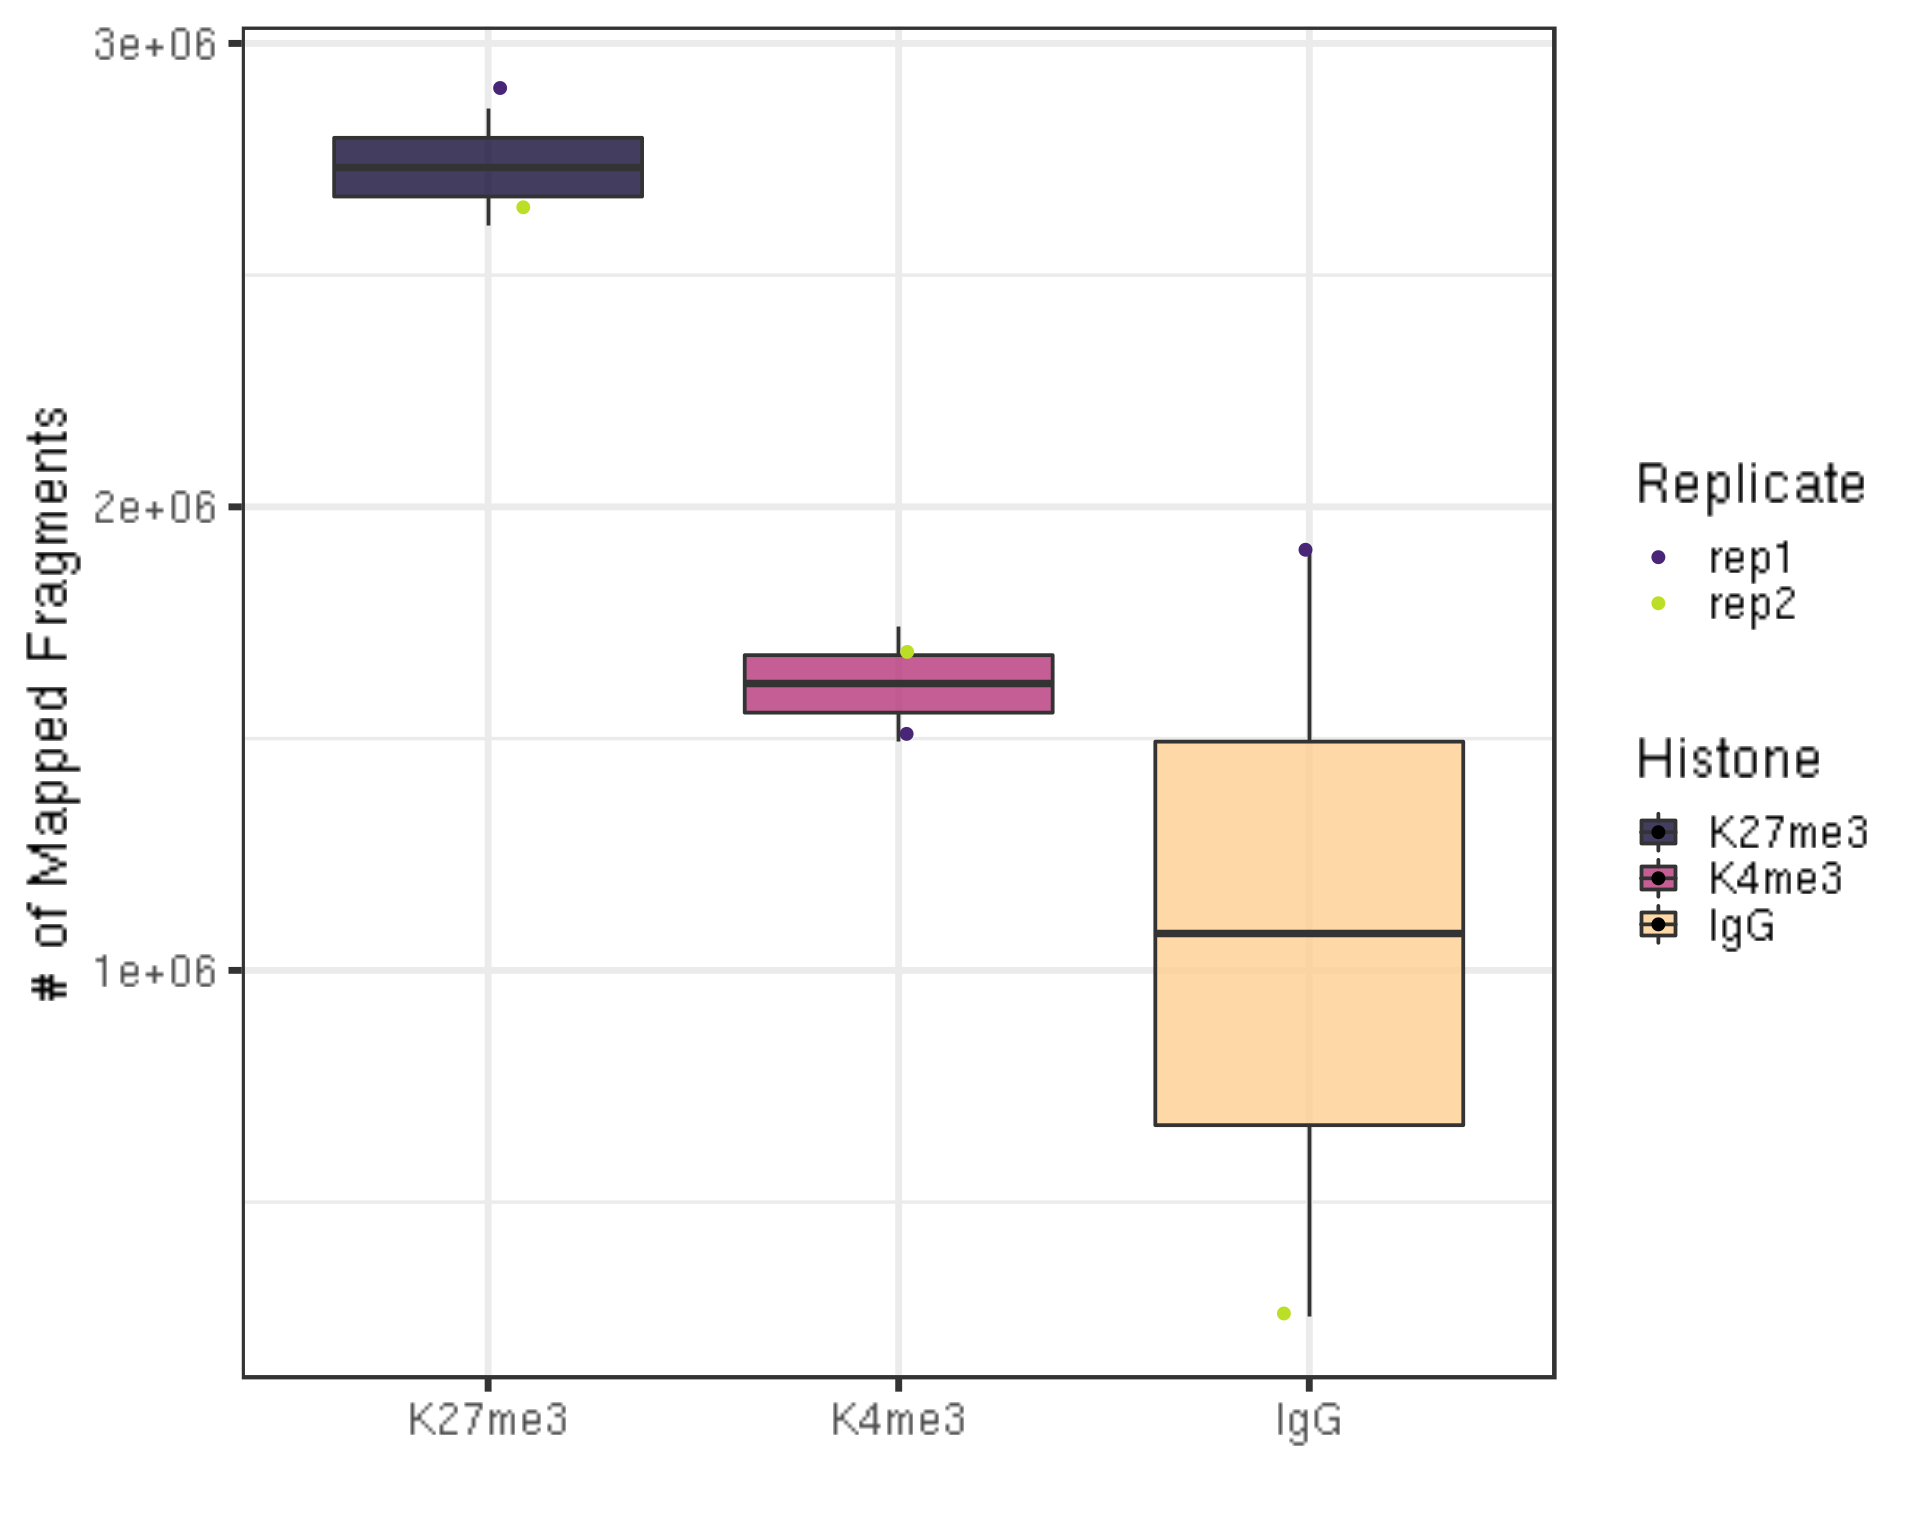 # of Mapped Fragments
3e+06
2e+06
1e+06
K27me3
K4me3
IgG
Replicate
rep1
rep2
Histone
K27me3
K4me3
IgG